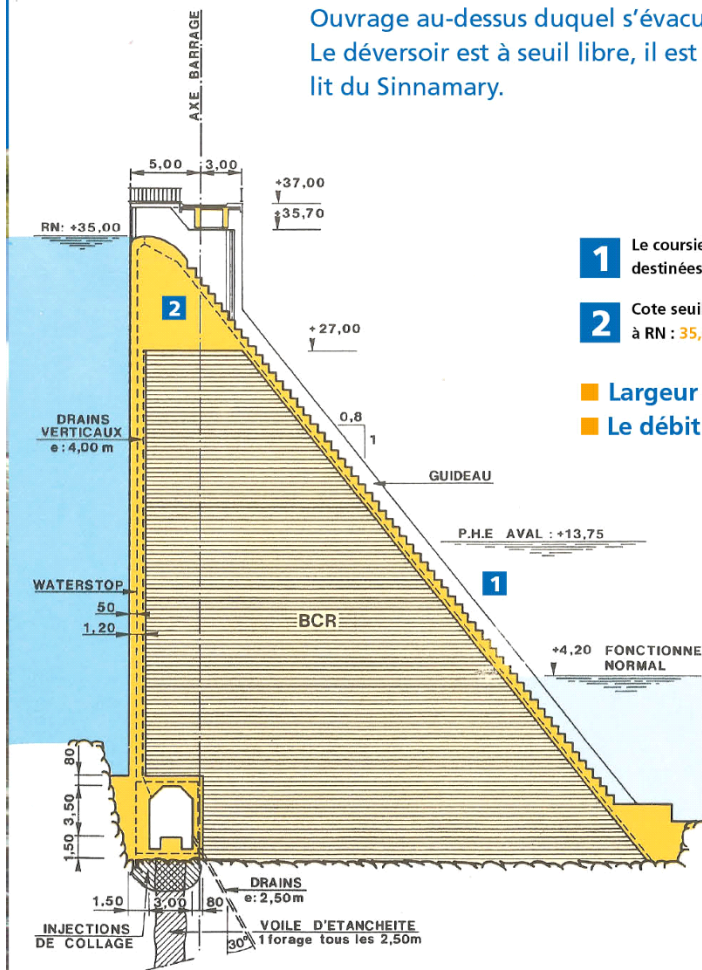 Ouvrage au-dessus duquel s'évacu
Le déversoir est à seuil libre, il est
lit du Sinnamary.
AXE BARRAGE
5,00 3,00
+37,00
+35,70
RN: +35,00
1 Le coursie
destinées
2 Cote seuil
à RN : 35,
2
+27,00
Largeur
Le débit
0,8
1
DRAINS
VERTICAUX
e: 4,00 m
GUIDEAU
P.H.E AVAL : +13,75
WATERSTOP
1
50
BCR
1,20
+4,20 FONCTIONNE
NORMAL
80
3,50
1,50
1.50 3,00 80
DRAINS
e: 2,50m
INJECTIONS
DE COLLAGE
VOILE D'ETANCHEITE
1 forage tous les 2,50m
30°